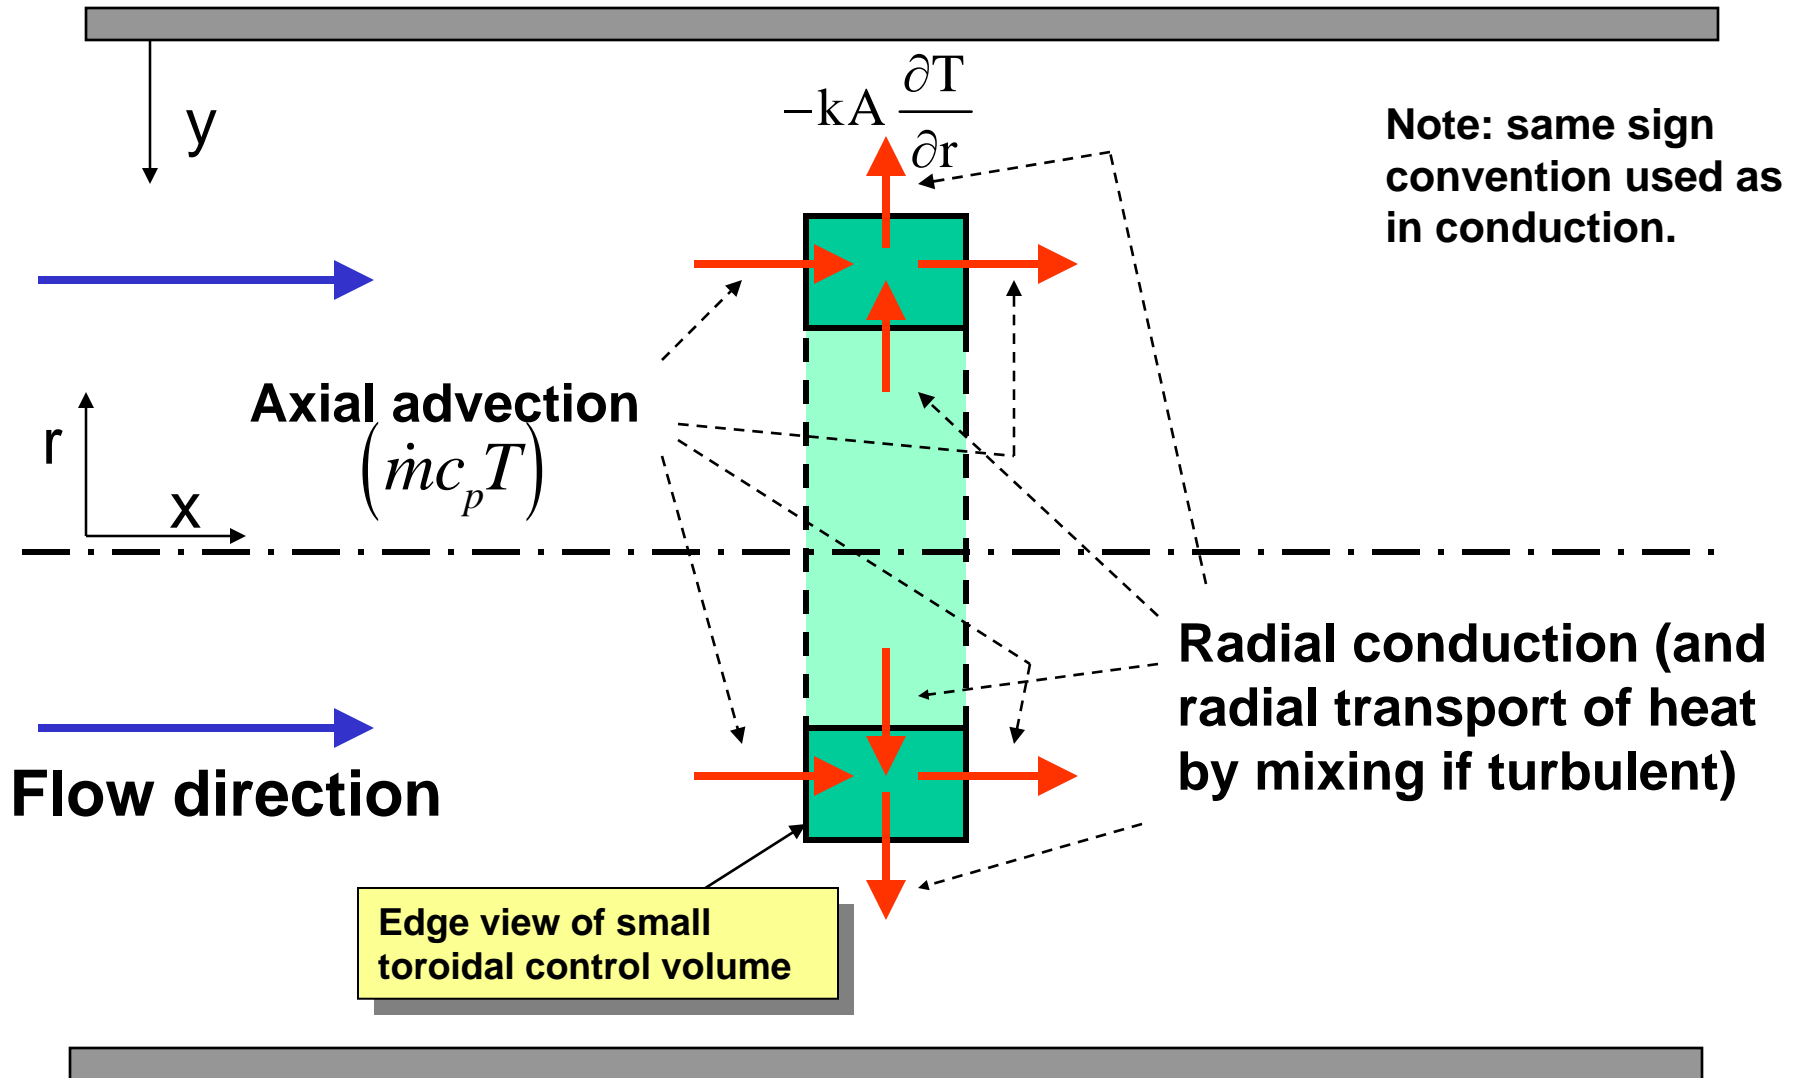 y
−kA ∂T/∂r
Note: same sign
convention used as
in conduction.
Axial advection
(ṁc_pT)
r
x
Radial conduction (and
radial transport of heat
by mixing if turbulent)
Flow direction
Edge view of small
toroidal control volume